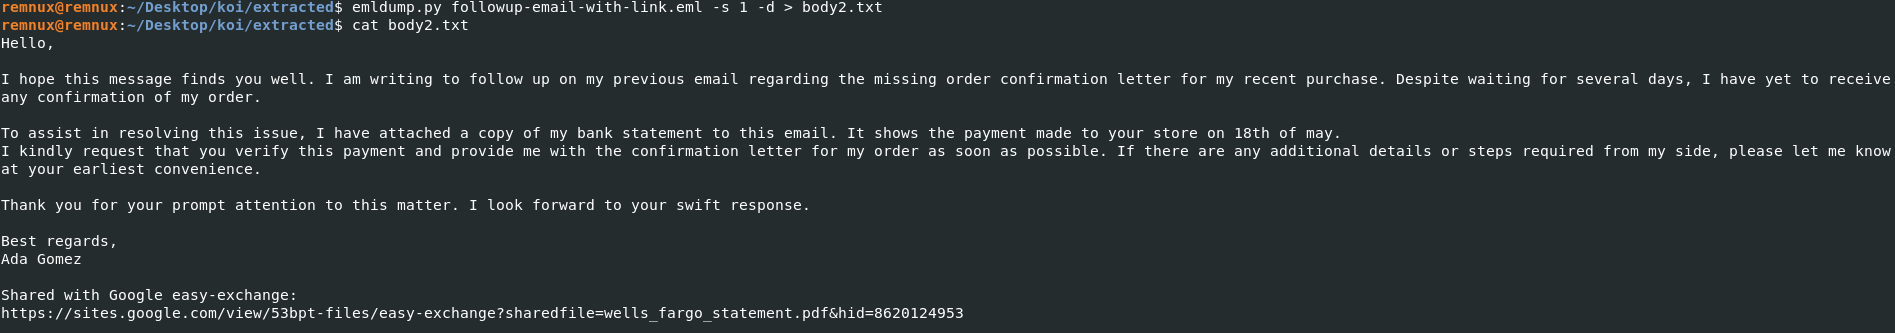 remnux@remnux:~/Desktop/koi/extracted$ emldump.py followup-email-with-link.eml -s 1 -d > body2.txt
remnux@remnux:~/Desktop/koi/extracted$ cat body2.txt
Hello,
I hope this message finds you well. I am writing to follow up on my previous email regarding the missing order confirmation letter for my recent purchase. Despite waiting for several days, I have yet to receive
any confirmation of my order.
To assist in resolving this issue, I have attached a copy of my bank statement to this email. It shows the payment made to your store on 18th of may.
I kindly request that you verify this payment and provide me with the confirmation letter for my order as soon as possible. If there are any additional details or steps required from my side, please let me know
at your earliest convenience.
Thank you for your prompt attention to this matter. I look forward to your swift response.
Best regards,
Ada Gomez
Shared with Google easy-exchange:
https://sites.google.com/view/53bpt-files/easy-exchange?sharedfile=wells_fargo_statement.pdf&hid=8620124953